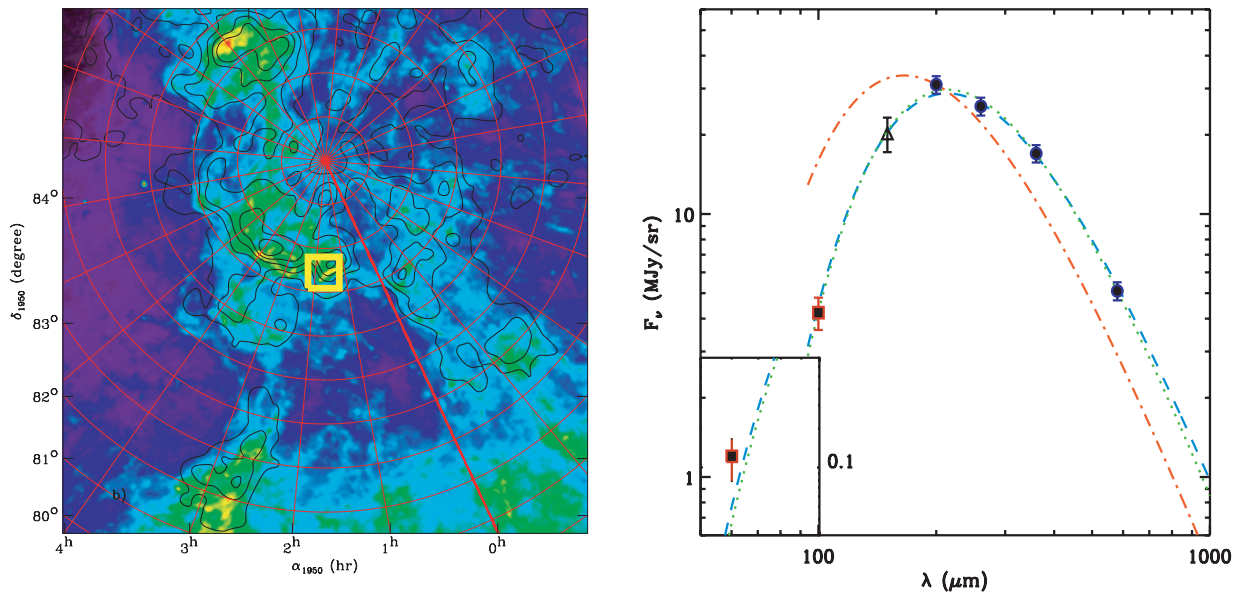 δ1950 (degree)
84°
83°
82°
81°
80°
b)
4h
3h
2h
1h
0h
α1950 (hr)
Fν (MJy/sr)
10
1
0.1
100
1000
λ (μm)